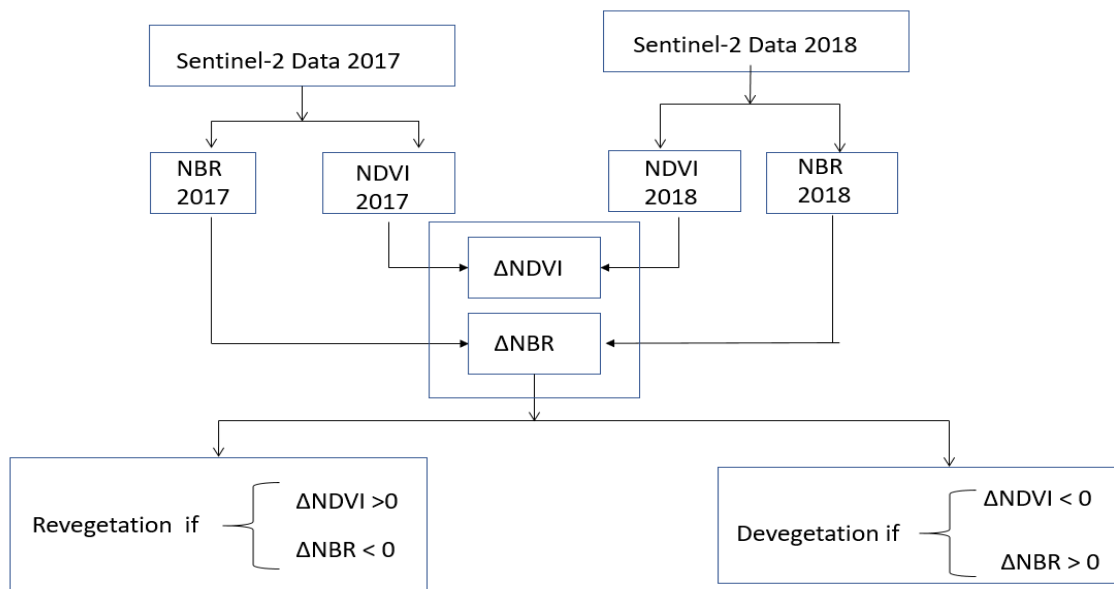 Sentinel-2 Data 2017
Sentinel-2 Data 2018
NBR
2017
NDVI
2017
NDVI
2018
NBR
2018
ΔNDVI
ΔNBR
Revegetation if
ΔNDVI >0
ΔNBR < 0
Devegetation if
ΔNDVI < 0
ΔNBR > 0